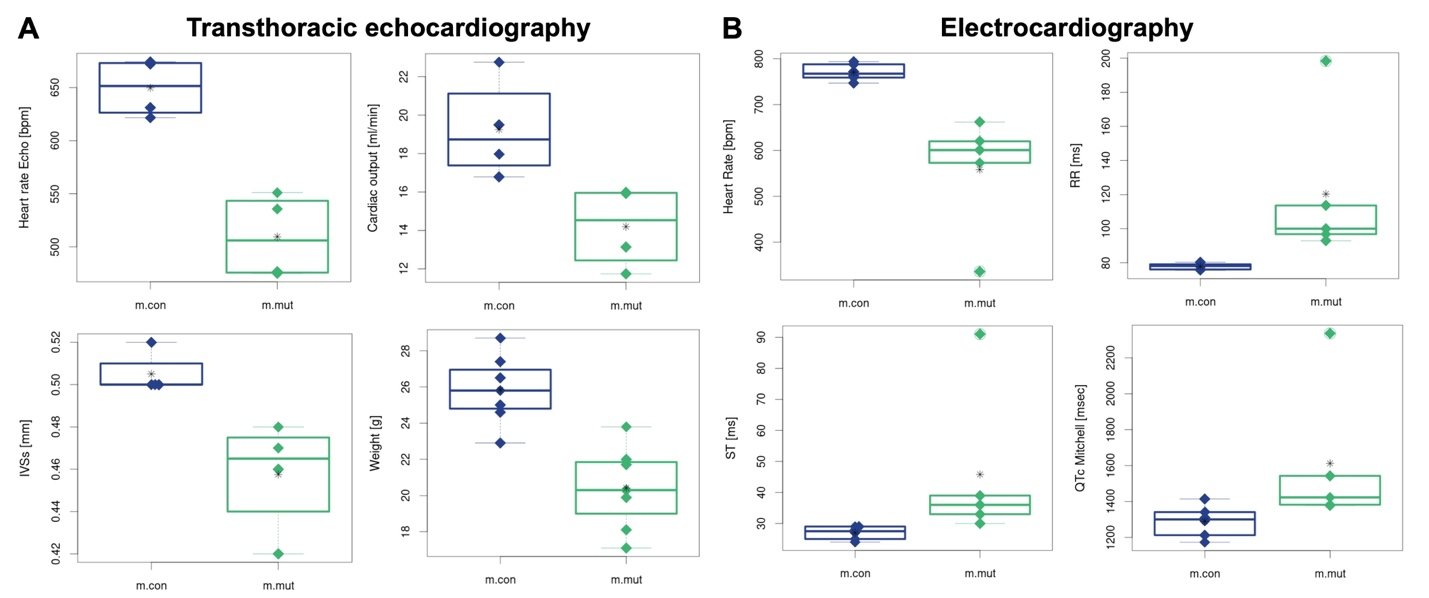 A Transthoracic echocardiography
Heart rate Echo [bpm]
650
600
550
500
m.con m.mut
Cardiac output [ml/min]
22
20
18
16
14
12
m.con m.mut
IVSs [mm]
0.52
0.50
0.48
0.46
0.44
0.42
m.con m.mut
Weight [g]
28
26
24
22
20
18
m.con m.mut
B Electrocardiography
Heart Rate [bpm]
800
700
600
500
400
m.con m.mut
RR [ms]
200
180
160
140
120
100
80
m.con m.mut
ST [ms]
90
80
70
60
50
40
30
m.con m.mut
QTc Mitchell [msec]
2200
2000
1800
1600
1400
1200
m.con m.mut